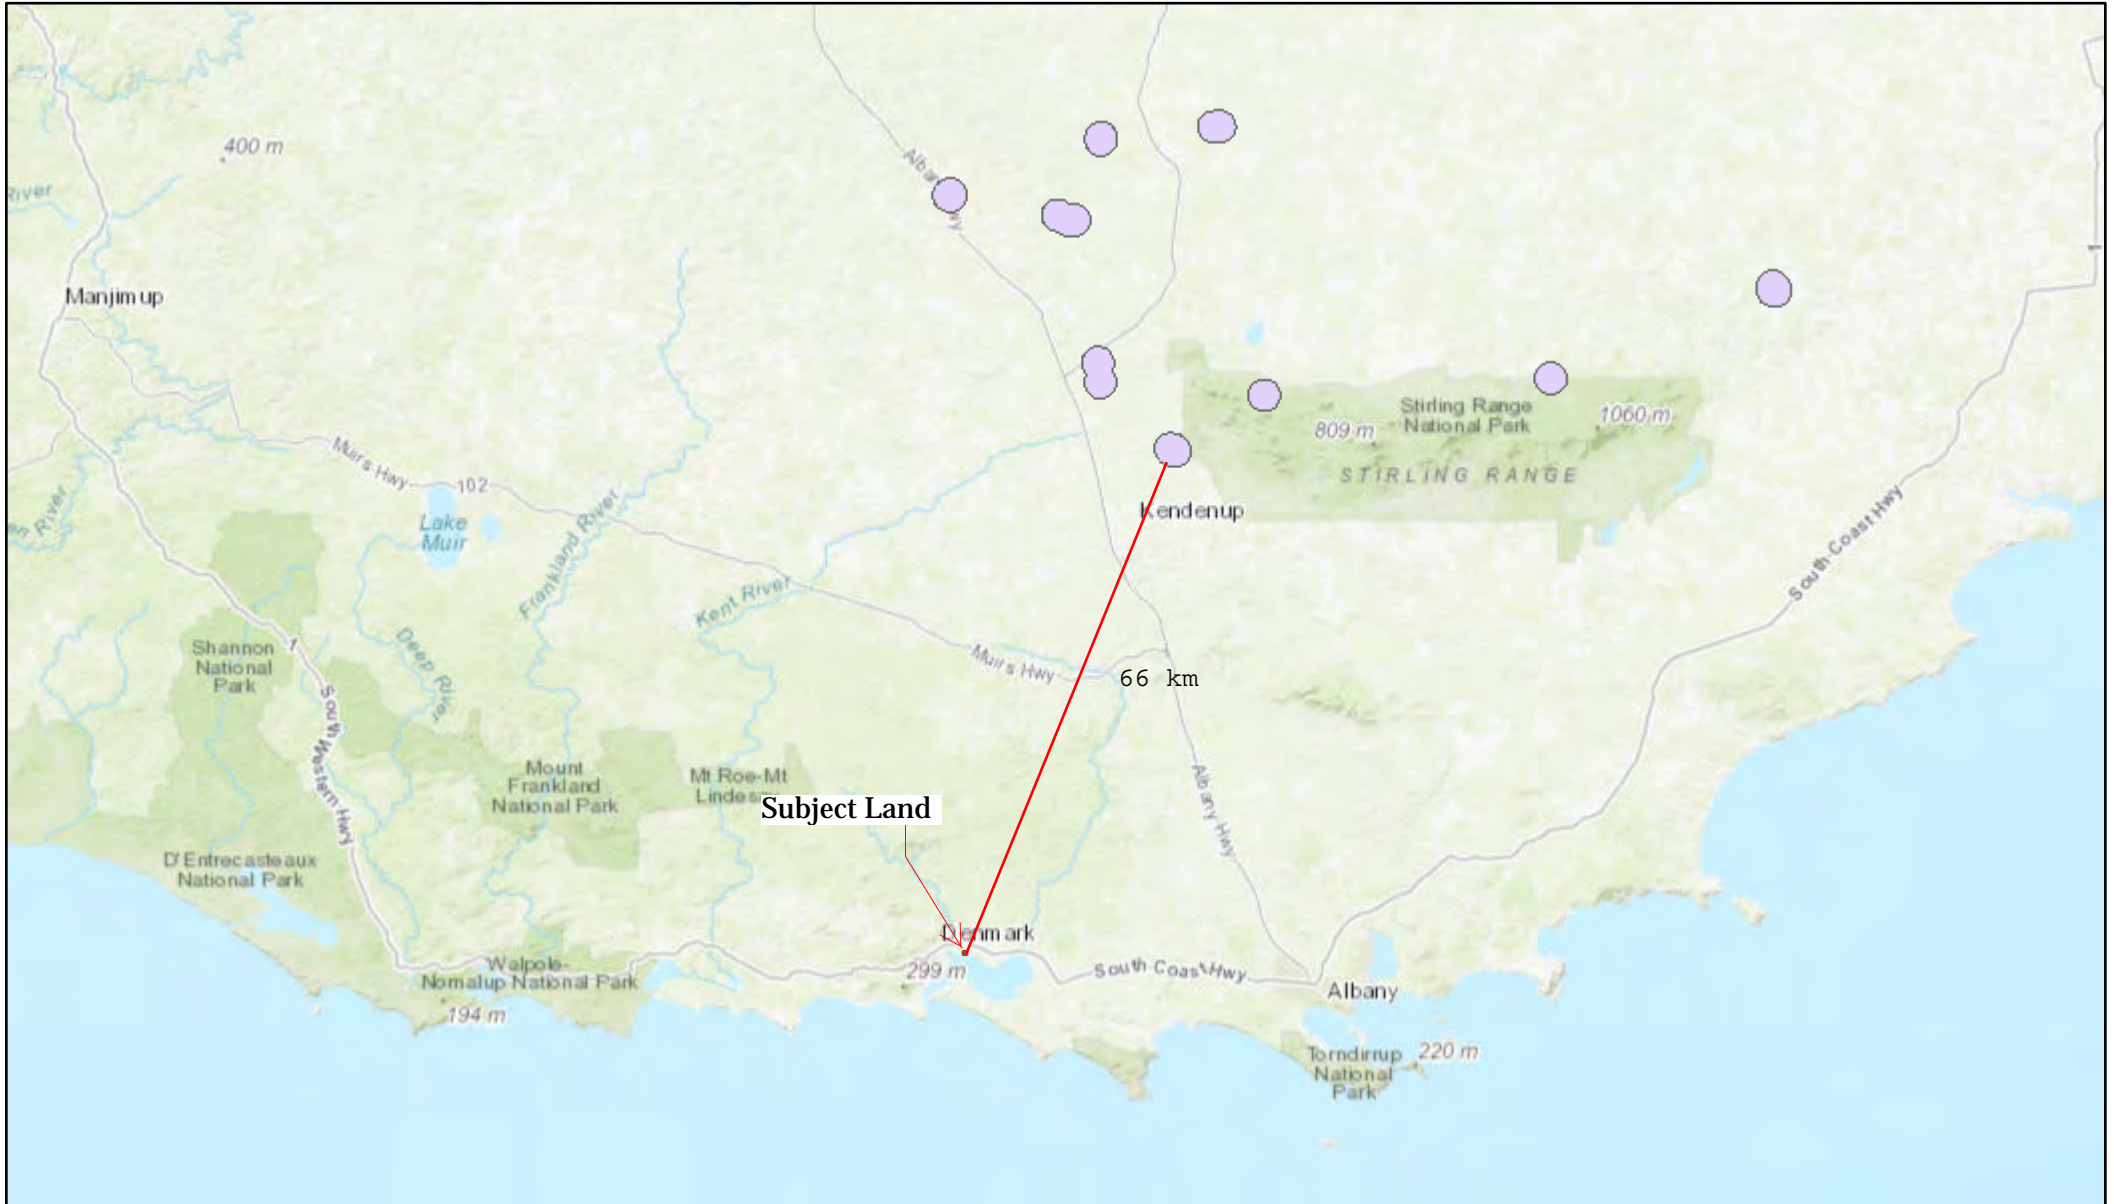 400 m
Albany Hwy
River
1
Manjimup
Stirling Range
National Park
1060 m
809 m
STIRLING RANGE
Muirs Hwy
102
Kendenup
Lake
Muir
Frankland River
South Coast Hwy
Kent River
Shannon
National
Park
1
Deep River
Muirs Hwy
66 km
South Western Hwy
Mount
Frankland
National Park
Mt Roe-Mt
Albany Hwy
Subject Land
D'Entrecasteaux
National Park
Denmark
Walpole-
Nornalup National Park
299 m
South Coast Hwy
Albany
194 m
Torndirrup
National
Park
220 m